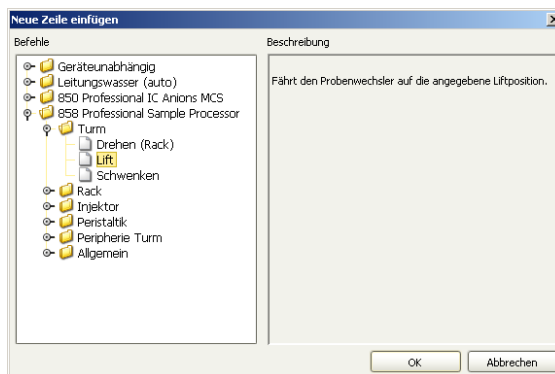 Neue Zeile einfügen
Befehle
Beschreibung
Geräteunabhängig
Leitungswasser (auto)
850 Professional IC Anions MCS
858 Professional Sample Processor
Turm
Drehen (Rack)
Lift
Schwenken
Rack
Injektor
Peristaltik
Peripherie Turm
Allgemein
Fährt den Probenwechsler auf die angegebene Liftposition.
OK
Abbrechen